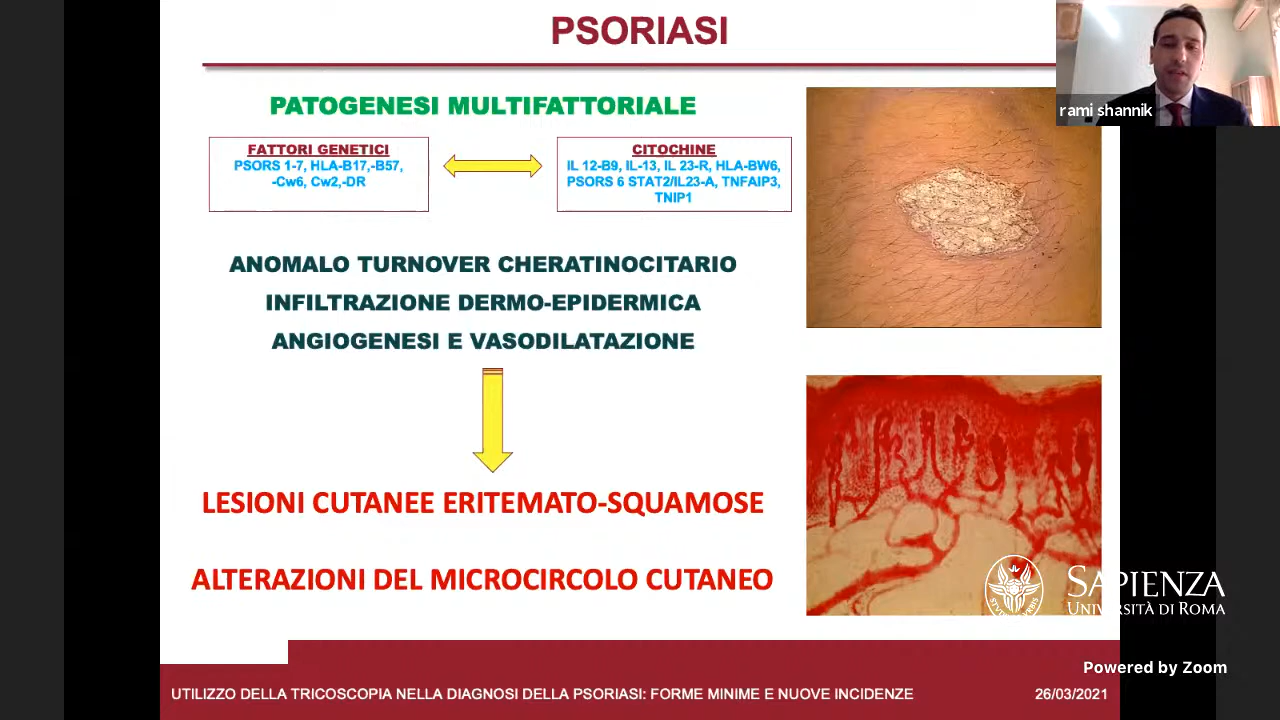 PSORIASI
rami shannik
PATOGENESI MULTIFATTORIALE
FATTORI GENETICI
PSORS 1-7, HLA-B17,-B57,
-Cw6, Cw2,-DR
CITOCHINE
IL 12-B9, IL-13, IL 23-R, HLA-BW6,
PSORS 6 STAT2/IL23-A, TNFAIP3,
TNIP1
ANOMALO TURNOVER CHERATINOCITARIO
INFILTRAZIONE DERMO-EPIDERMICA
ANGIOGENESI E VASODILATAZIONE
LESIONI CUTANEE ERITEMATO-SQUAMOSE
ALTERAZIONI DEL MICROCIRCOLO CUTANEO
SAPIENZA
UNIVERSITÀ DI ROMA
Powered by Zoom
UTILIZZO DELLA TRICOSCOPIA NELLA DIAGNOSI DELLA PSORIASI: FORME MINIME E NUOVE INCIDENZE
26/03/2021